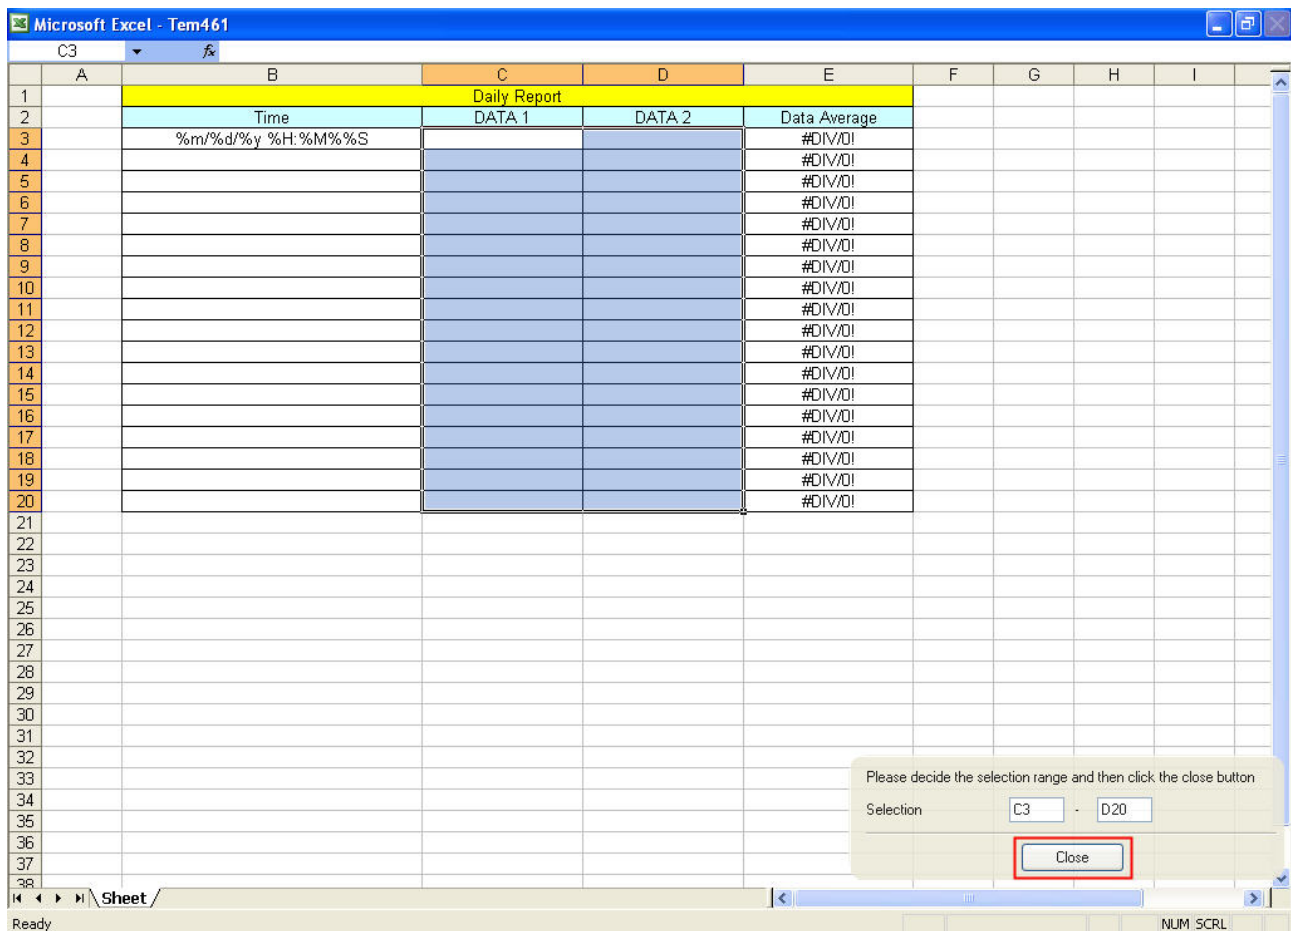 Microsoft Excel - Tem461
C3 fx
A B C D E F G H I
1 Daily Report
2 Time DATA 1 DATA 2 Data Average
3 %m/%d/%y %H:%M%%S #DIV/0!
4 #DIV/0!
5 #DIV/0!
6 #DIV/0!
7 #DIV/0!
8 #DIV/0!
9 #DIV/0!
10 #DIV/0!
11 #DIV/0!
12 #DIV/0!
13 #DIV/0!
14 #DIV/0!
15 #DIV/0!
16 #DIV/0!
17 #DIV/0!
18 #DIV/0!
19 #DIV/0!
20 #DIV/0!
21
22
23
24
25
26
27
28
29
30
31
32
33 Please decide the selection range and then click the close button
34
35 Selection C3 - D20
36
37 Close
38
Sheet
Ready NUM SCRL